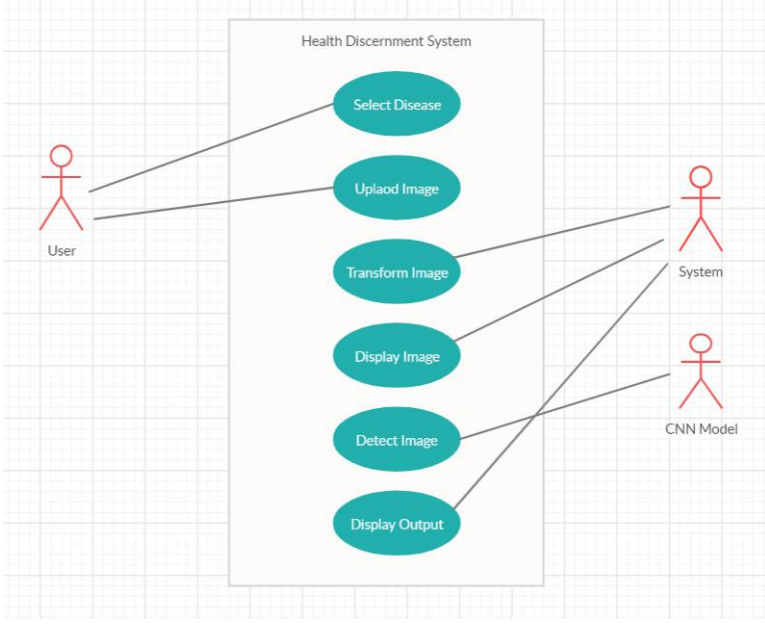 Health Discernment System
Select Disease
Uplaod Image
User
Transform Image
System
Display Image
Detect Image
CNN Model
Display Output